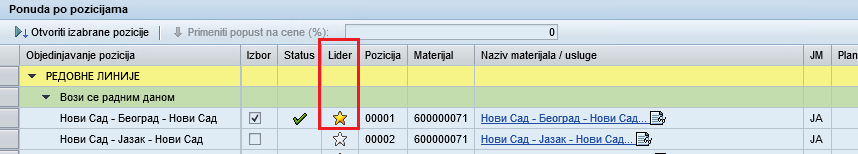 Ponuda po pozicijama
Otvoriti izabrane pozicije Primeniti popust na cene (%): 0
Objedinjavanje pozicija Izbor Status Lider Pozicija Materijal Naziv materijala / usluge JM Plan
РЕДОВНЕ ЛИНИЈЕ
Вози се радним даном
Нови Сад - Београд - Нови Сад 00001 600000071 Нови Сад - Београд - Нови Сад... JA
Нови Сад - Јазак - Нови Сад 00002 600000071 Нови Сад - Јазак - Нови Сад... JA